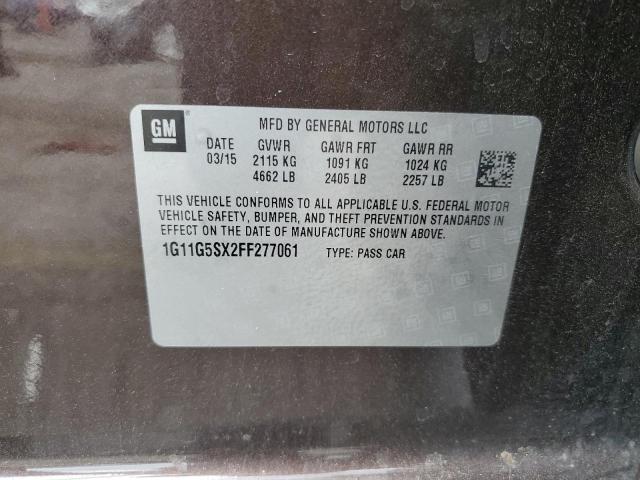 GM
MFD BY GENERAL MOTORS LLC
DATE GVWR GAWR FRT GAWR RR
03/15 2115 KG 1091 KG 1024 KG
4662 LB 2405 LB 2257 LB
THIS VEHICLE CONFORMS TO ALL APPLICABLE U.S. FEDERAL MOTOR
VEHICLE SAFETY, BUMPER, AND THEFT PREVENTION STANDARDS IN
EFFECT ON THE DATE OF MANUFACTURE SHOWN ABOVE.
1G11G5SX2FF277061 TYPE: PASS CAR